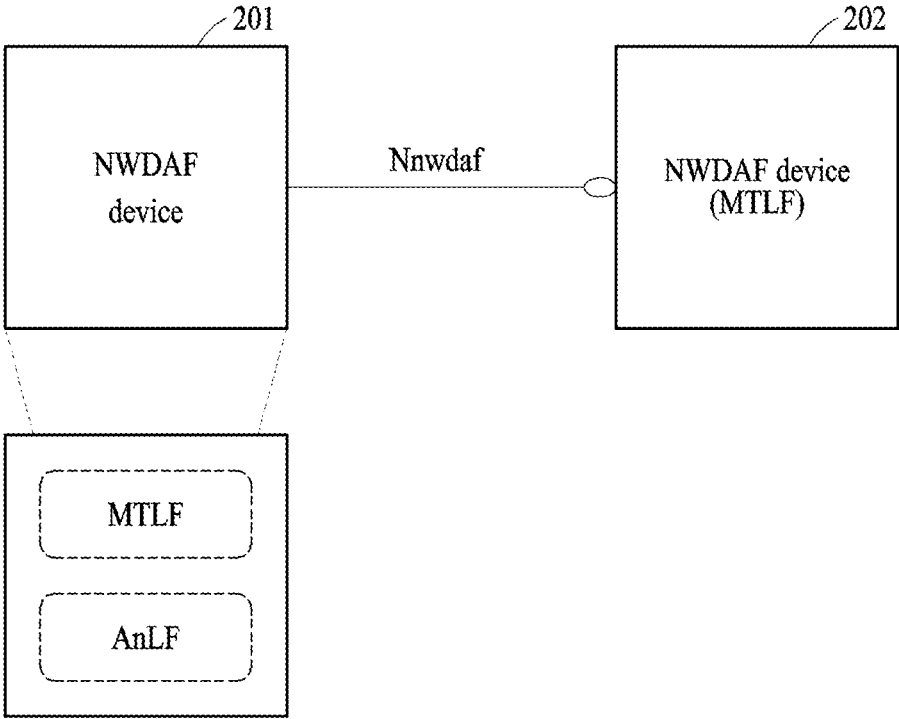 201
202
NWDAF
device
Nnwdaf
NWDAF device
(MTLF)
MTLF
AnLF